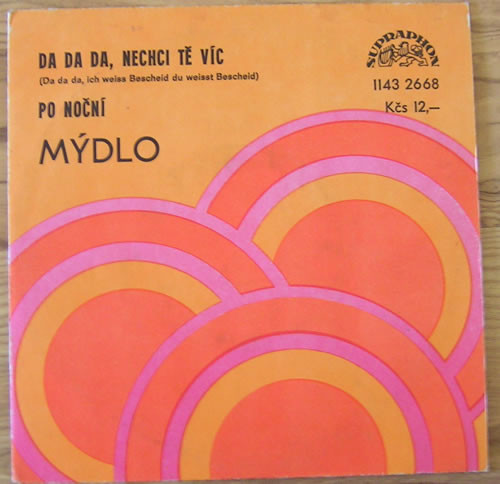 DA DA DA, NECHCI TĚ VÍC
(Da da da, ich weiss Bescheid du weisst Bescheid)
PO NOČNÍ
MÝDLO
SUPRAPHON
1143 2668
Kčs 12,—